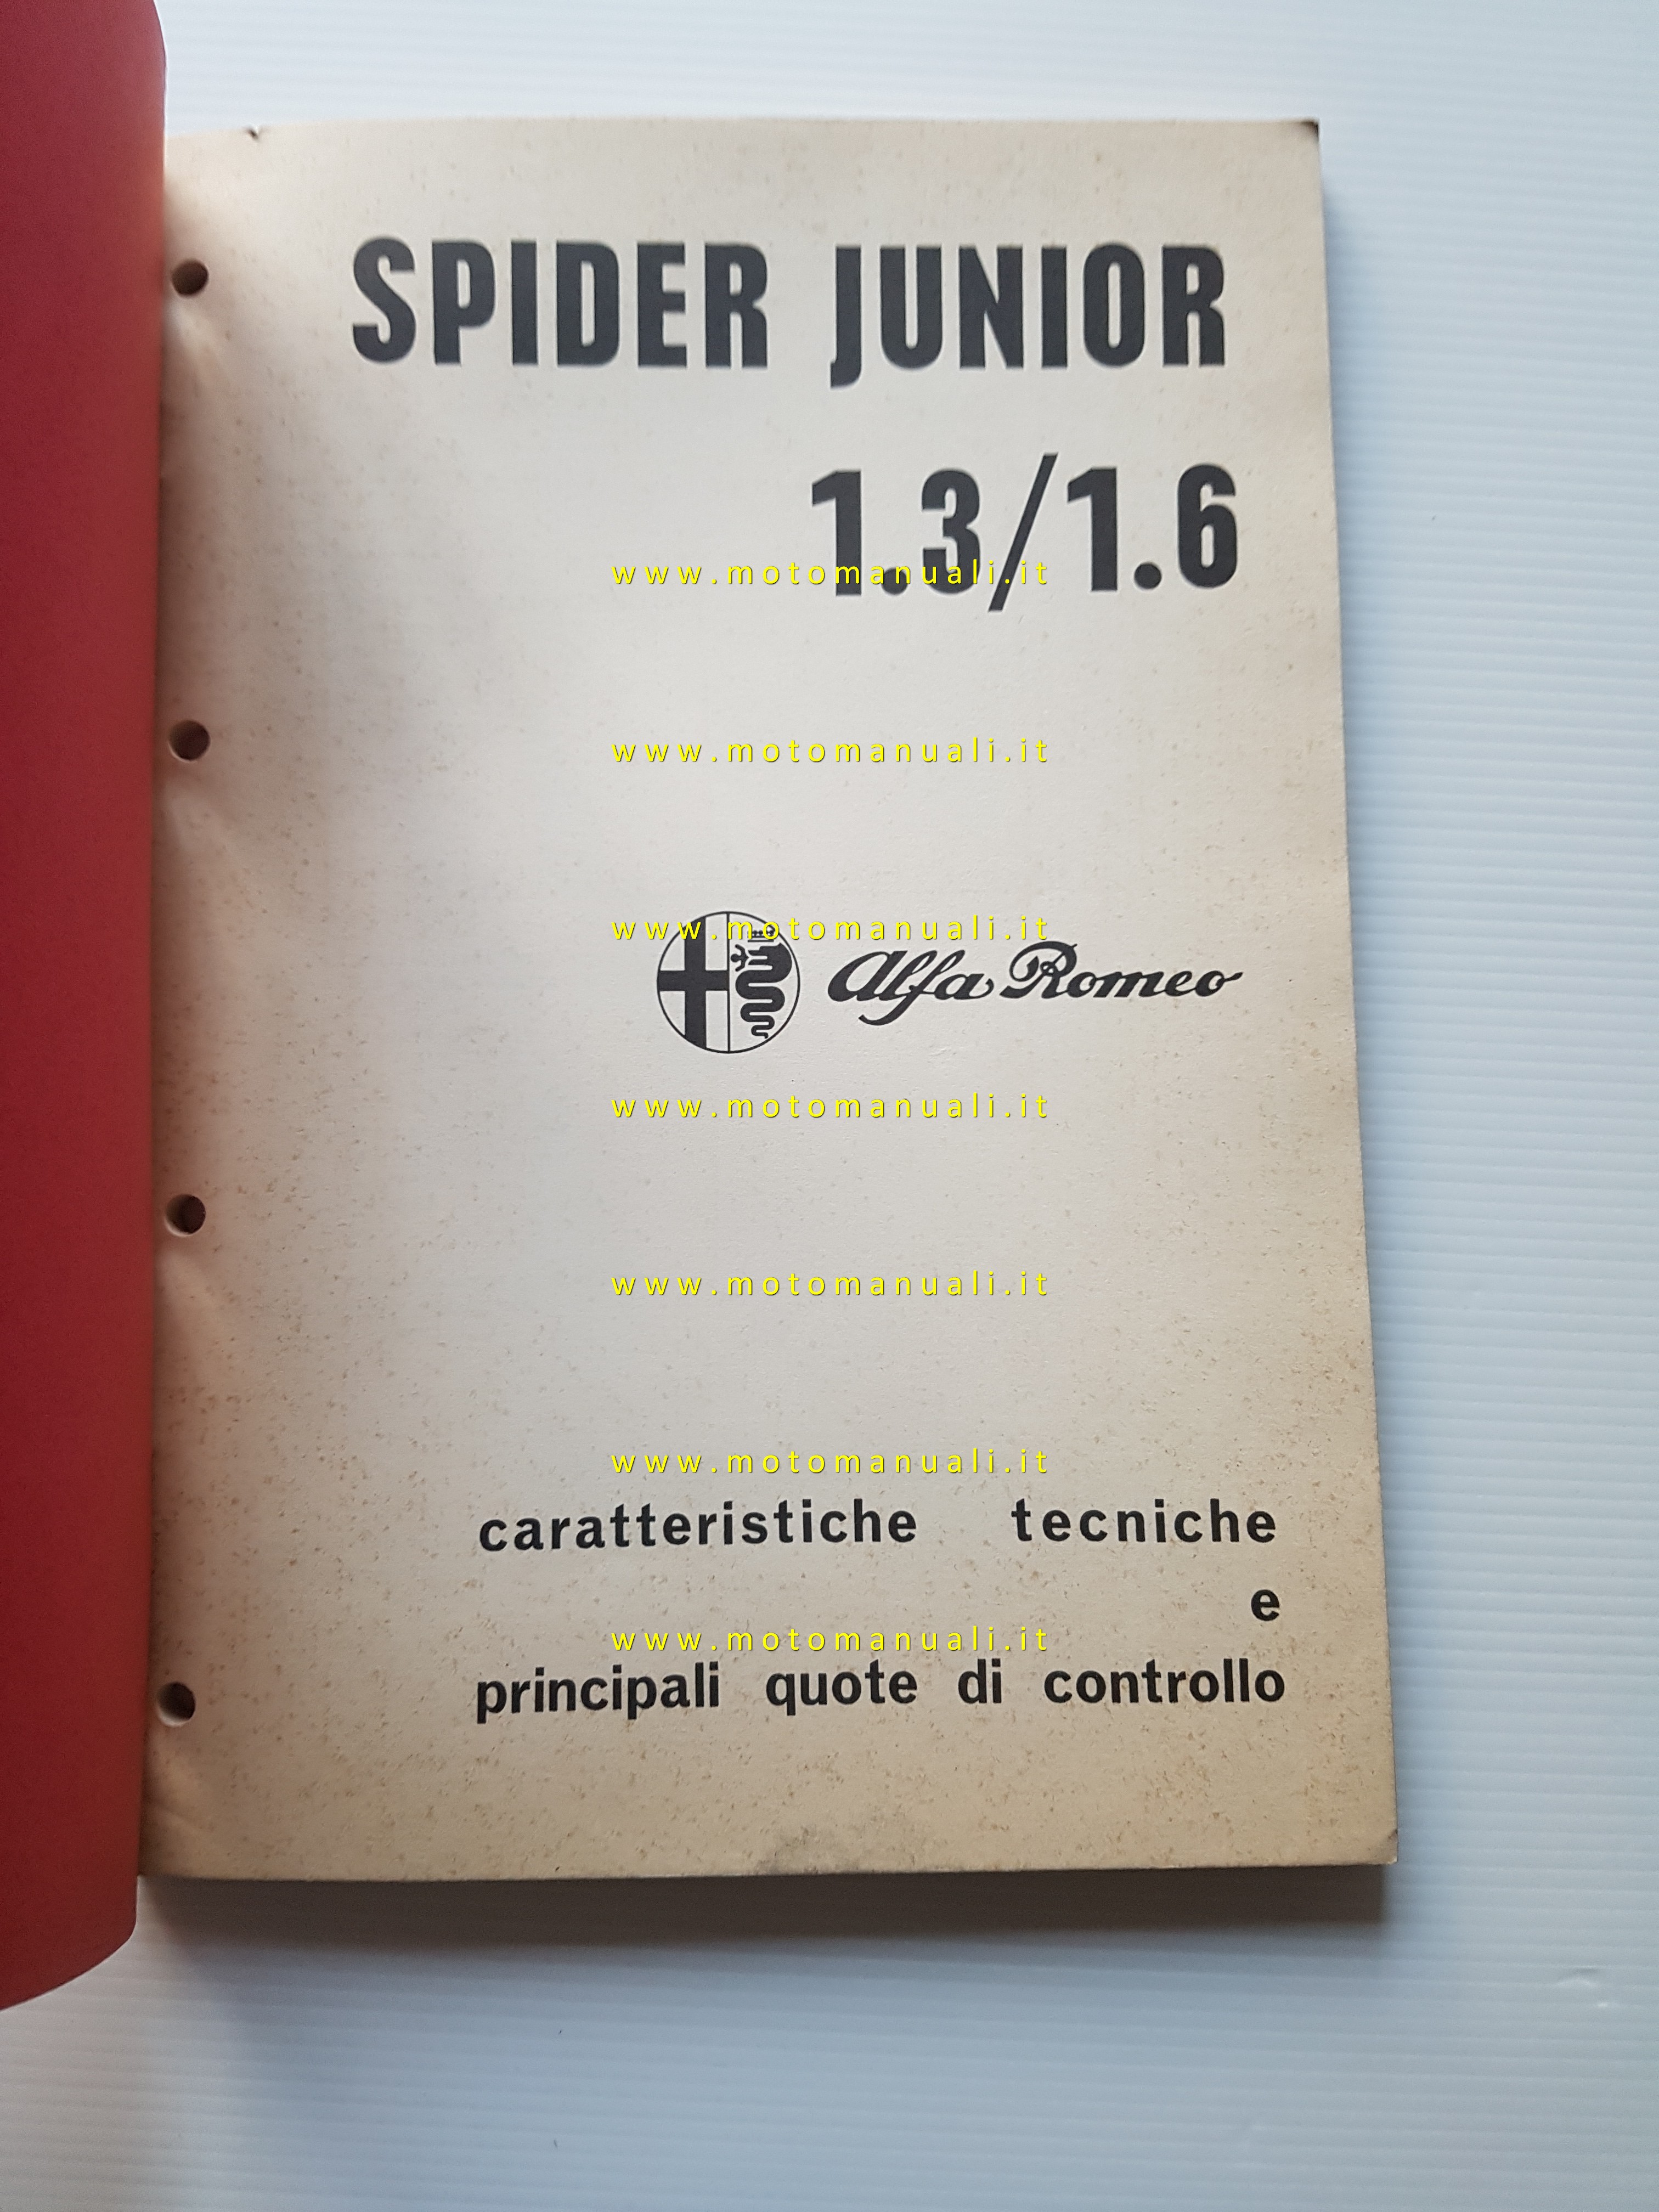 SPIDER JUNIOR
1.3/1.6
www.motomanuali.it
www.motomanuali.it
www.motomanuali.it
Alfa Romeo
www.motomanuali.it
www.motomanuali.it
www.motomanuali.it
caratteristiche tecniche
e
www.motomanuali.it
principali quote di controllo